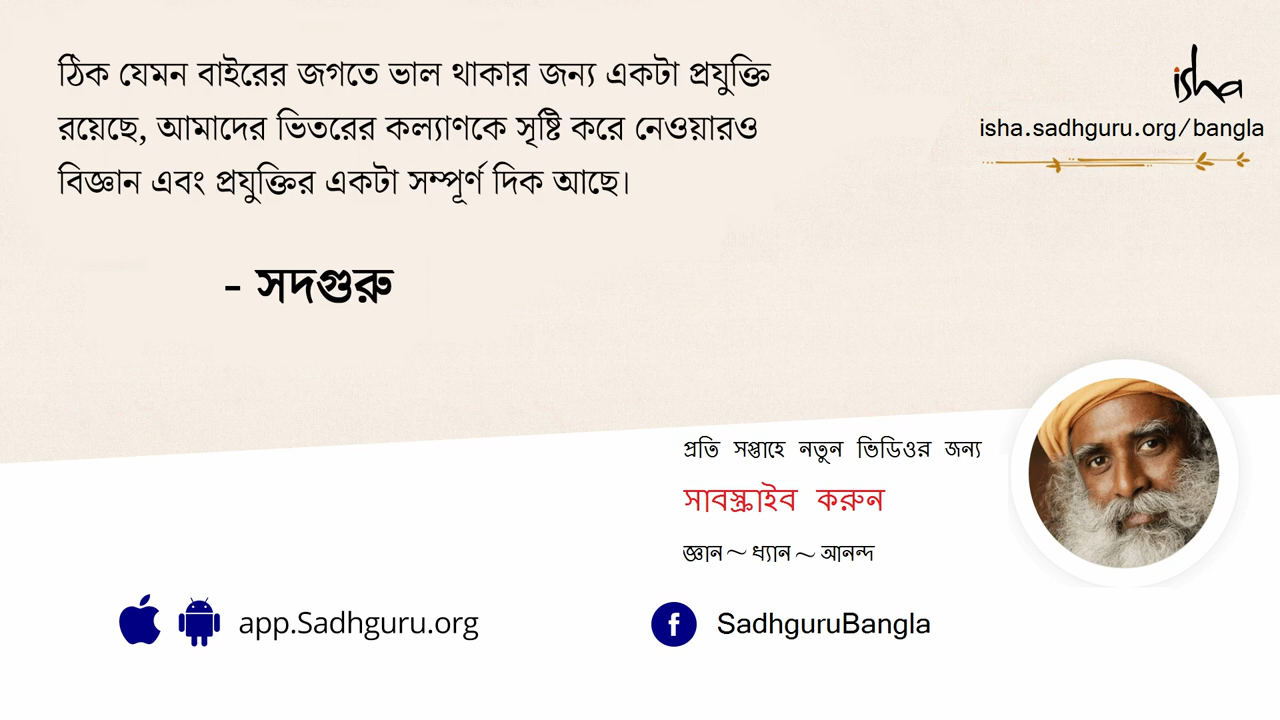 ঠিক যেমন বাইরের জগতে ভাল থাকার জন্য একটা প্রযুক্তি
রয়েছে, আমাদের ভিতরের কল্যাণকে সৃষ্টি করে নেওয়ারও
বিজ্ঞান এবং প্রযুক্তির একটা সম্পূর্ণ দিক আছে।
- সদগুরু
isha
isha.sadhguru.org/bangla
প্রতি সপ্তাহে নতুন ভিডিওর জন্য
সাবস্ক্রাইব করুন
জ্ঞান ~ ধ্যান ~ আনন্দ
app.Sadhguru.org
SadhguruBangla